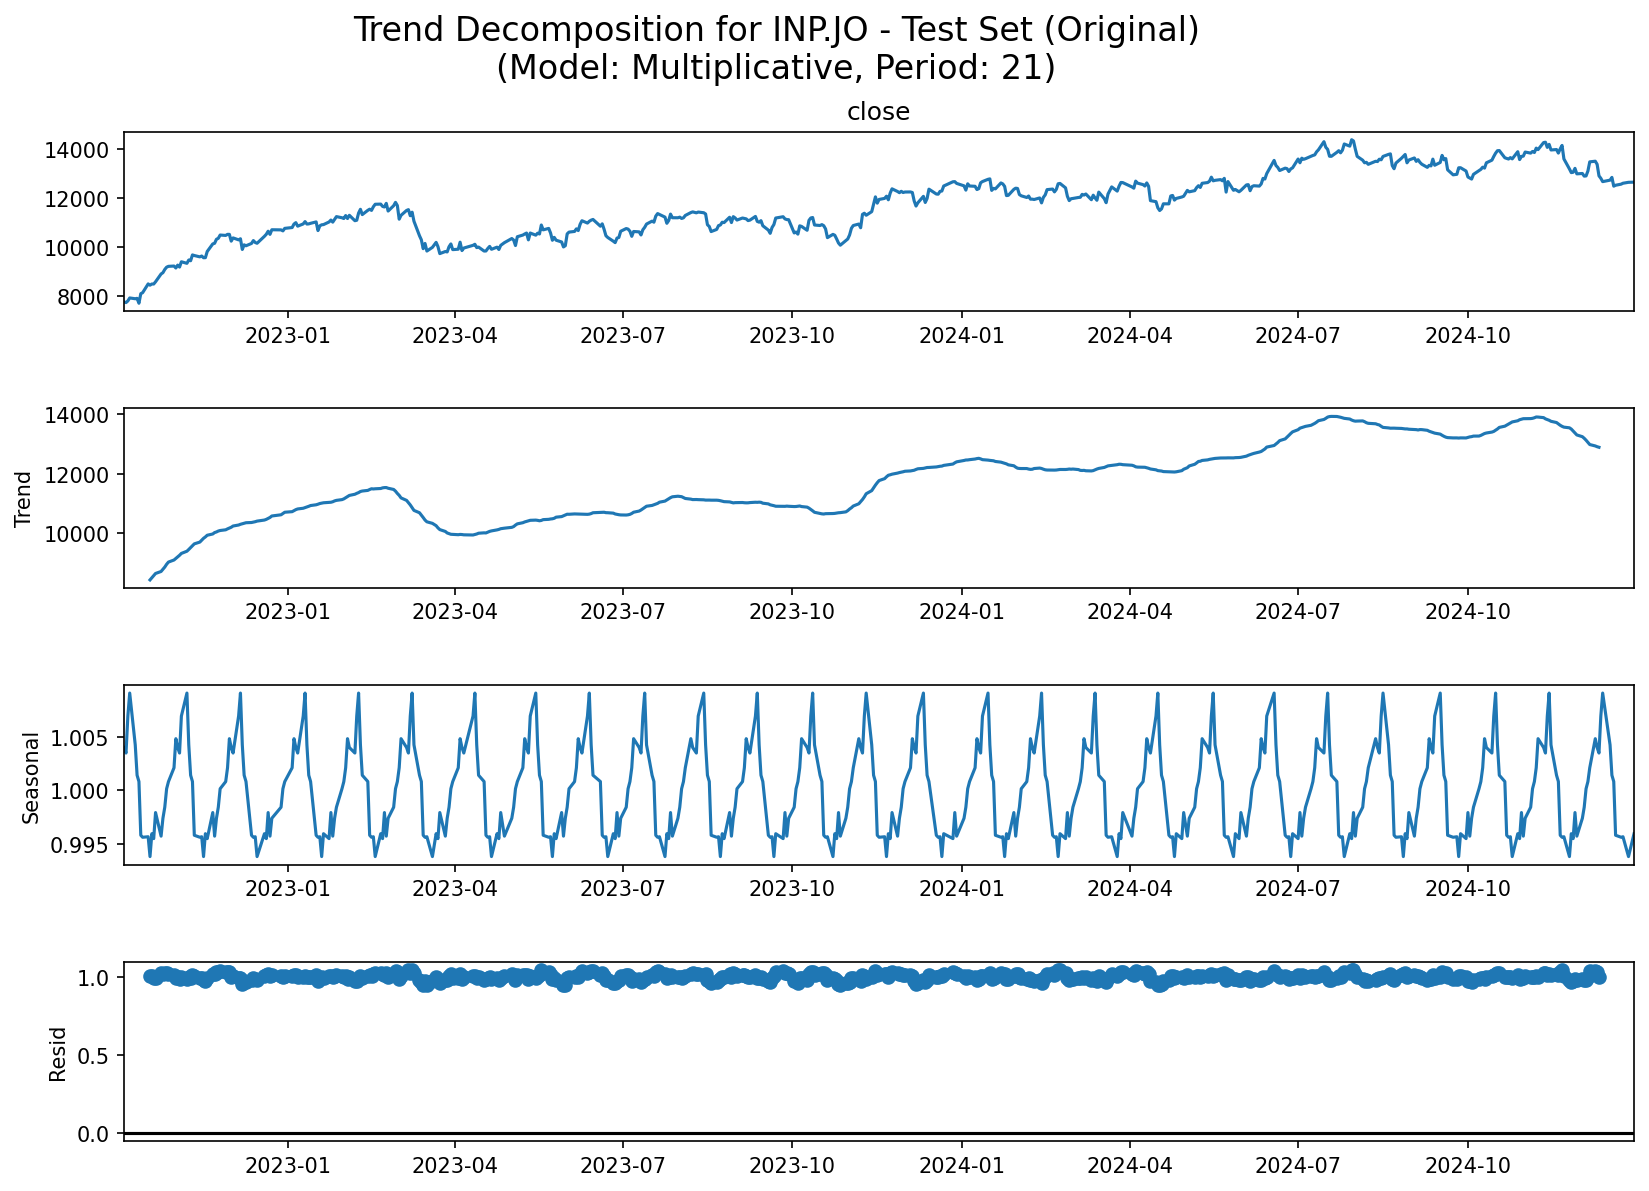 Trend Decomposition for INP.JO - Test Set (Original)
(Model: Multiplicative, Period: 21)
close
14000
12000
10000
8000
2023-01 2023-04 2023-07 2023-10 2024-01 2024-04 2024-07 2024-10
Trend
14000
12000
10000
2023-01 2023-04 2023-07 2023-10 2024-01 2024-04 2024-07 2024-10
Seasonal
1.005
1.000
0.995
2023-01 2023-04 2023-07 2023-10 2024-01 2024-04 2024-07 2024-10
Resid
1.0
0.5
0.0
2023-01 2023-04 2023-07 2023-10 2024-01 2024-04 2024-07 2024-10